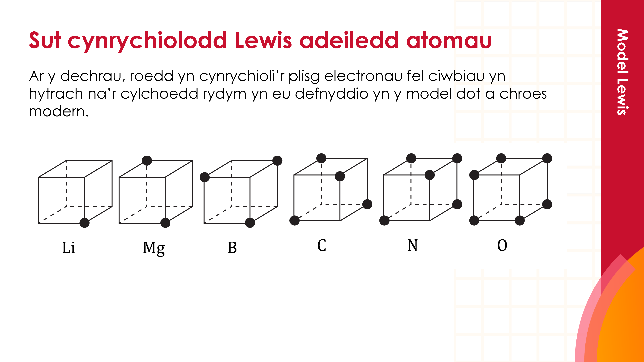 Sut cynrychiolodd Lewis adeiledd atomau
Ar y dechrau, roedd yn cynrychioli'r plisg electronau fel ciwbiau yn
hytrach na'r cylchoedd rydym yn eu defnyddio yn y model dot a chroes
modern.
Li Mg B C N O
Model Lewis